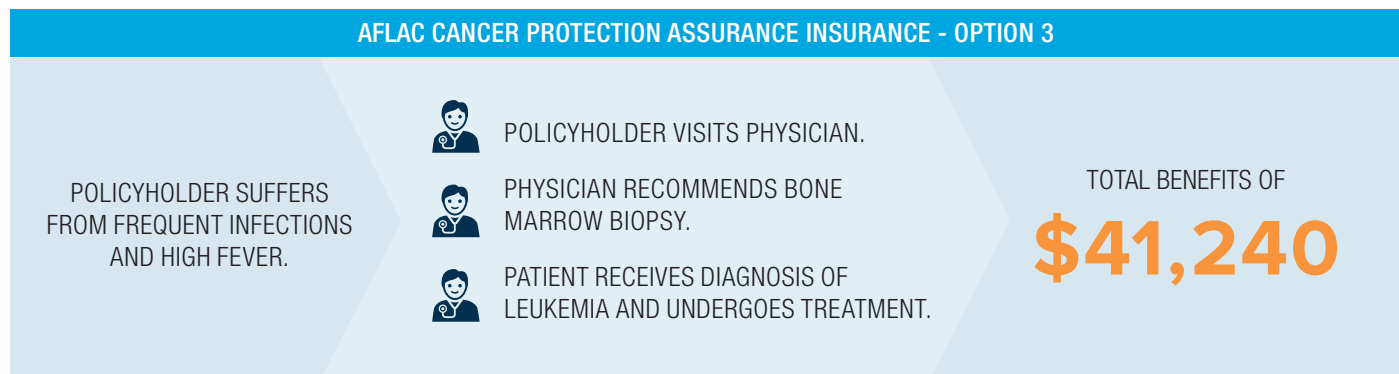 AFLAC CANCER PROTECTION ASSURANCE INSURANCE - OPTION 3
POLICYHOLDER SUFFERS
FROM FREQUENT INFECTIONS
AND HIGH FEVER.
POLICYHOLDER VISITS PHYSICIAN.
PHYSICIAN RECOMMENDS BONE
MARROW BIOPSY.
PATIENT RECEIVES DIAGNOSIS OF
LEUKEMIA AND UNDERGOES TREATMENT.
TOTAL BENEFITS OF
$41,240